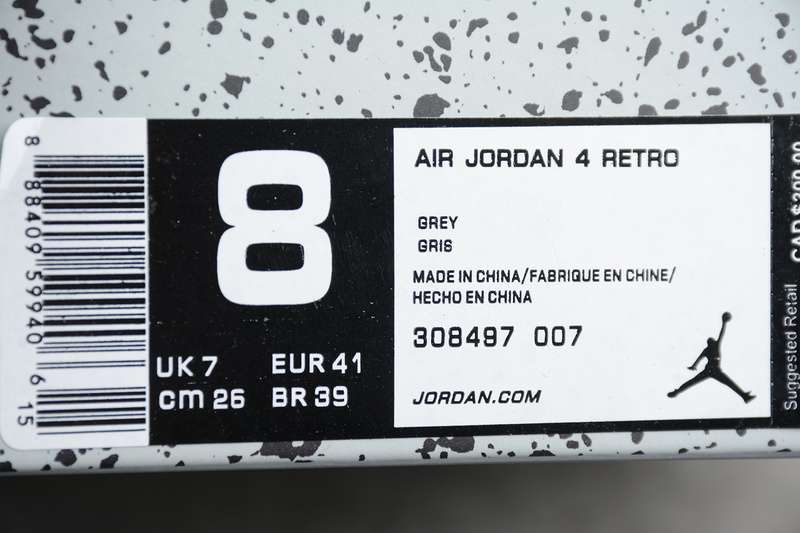 8 88409 59940 6 15
8
UK 7 EUR 41
cm 26 BR 39
AIR JORDAN 4 RETRO
GREY
GRIS
MADE IN CHINA/FABRIQUE EN CHINE/
HECHO EN CHINA
308497 007
JORDAN.COM
Suggested Retail